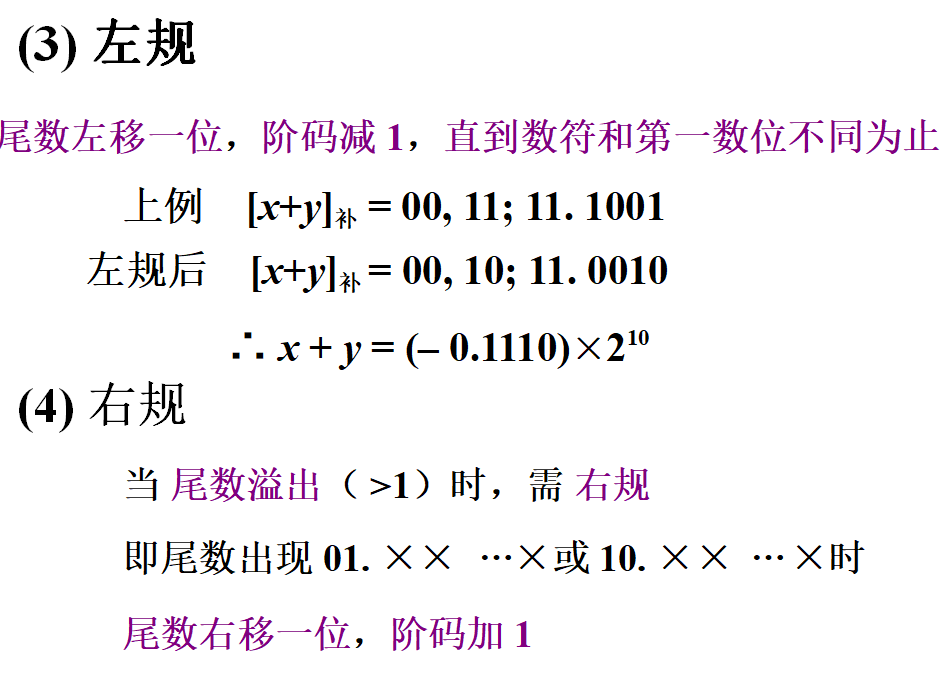 (3) 左规
尾数左移一位，阶码减 1，直到数符和第一数位不同为止
上例 [x+y]补 = 00, 11; 11. 1001
左规后 [x+y]补 = 00, 10; 11. 0010
∴ x + y = (– 0.1110)×2^10
(4) 右规
当 尾数溢出（ >1）时，需 右规
即尾数出现 01. ×× …×或 10. ×× …×时
尾数右移一位，阶码加 1